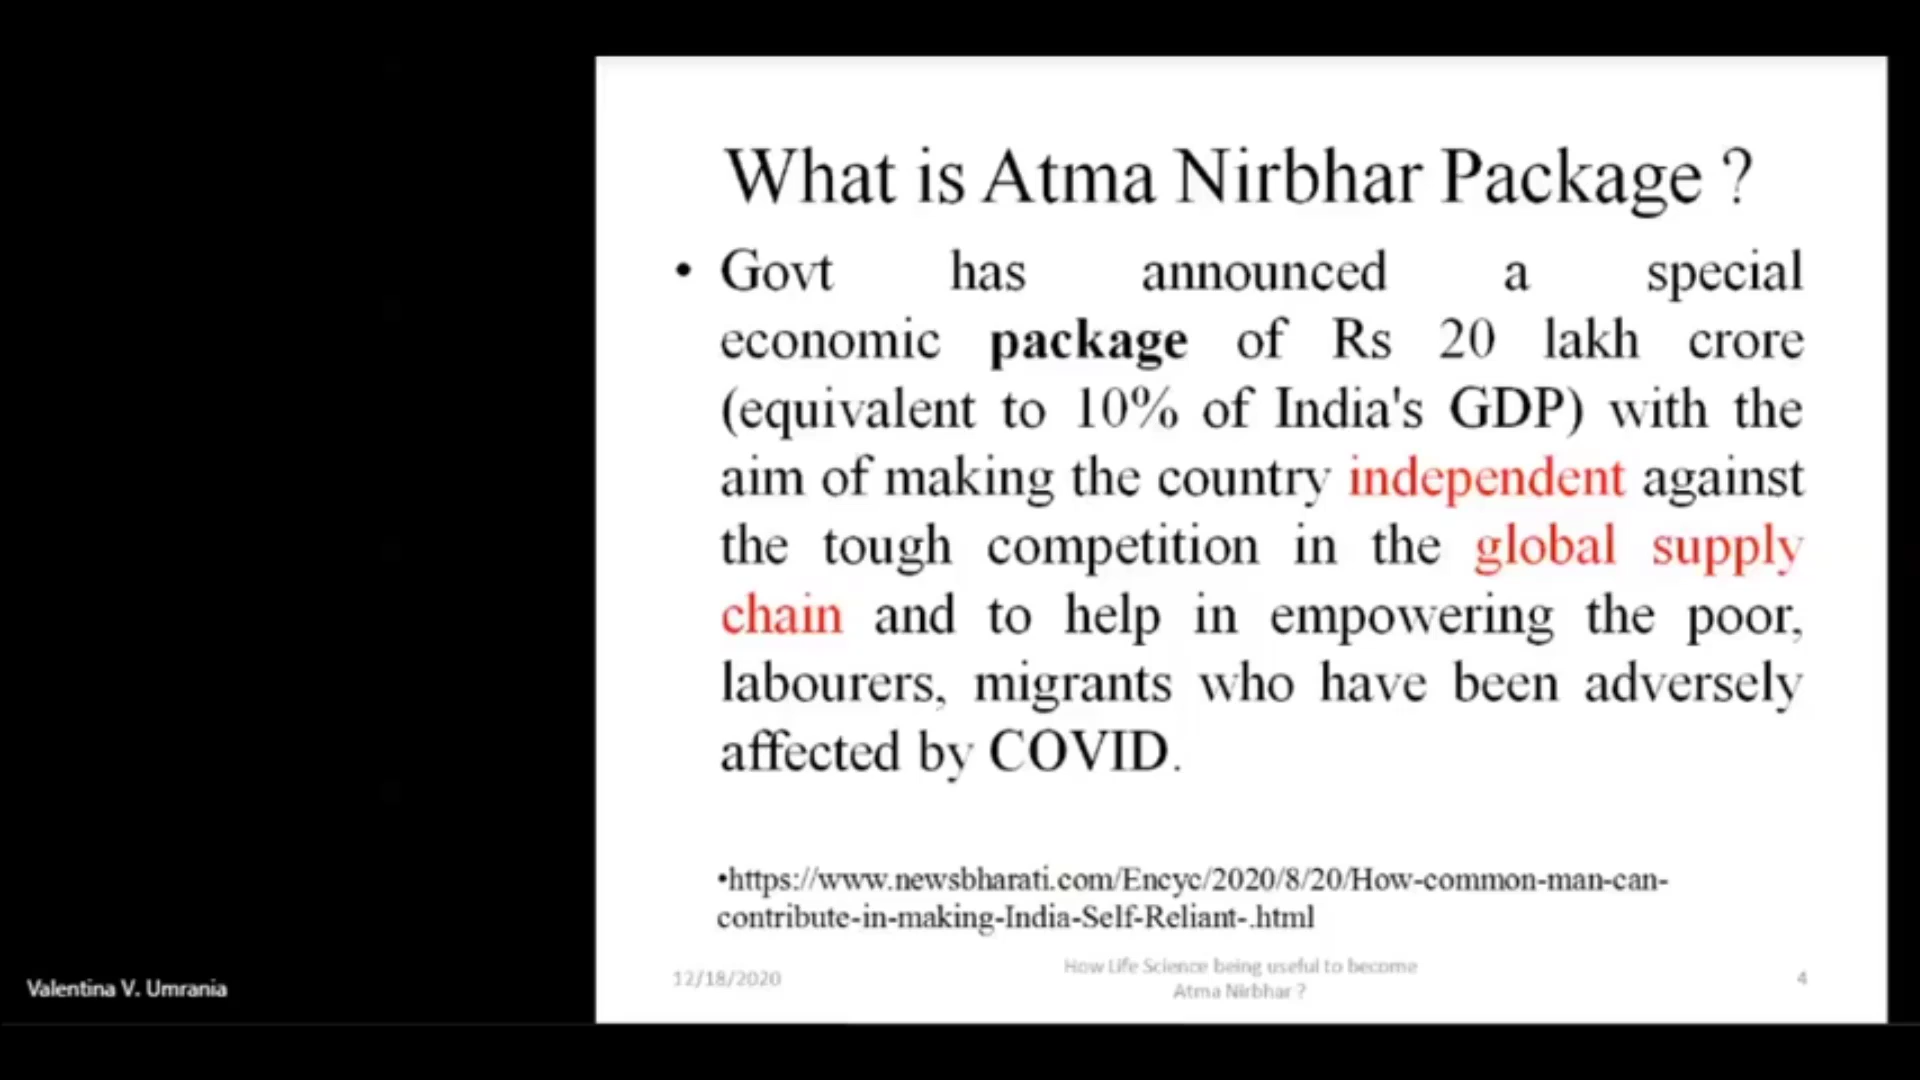 What is Atma Nirbhar Package ?
• Govt has announced a special
economic package of Rs 20 lakh crore
(equivalent to 10% of India's GDP) with the
aim of making the country independent against
the tough competition in the global supply
chain and to help in empowering the poor,
labourers, migrants who have been adversely
affected by COVID.
•https://www.newsbharati.com/Encyc/2020/8/20/How-common-man-can-
contribute-in-making-India-Self-Reliant-.html
Valentina V. Umrania
12/18/2020
How Life Science being useful to become
Atma Nirbhar ?
4